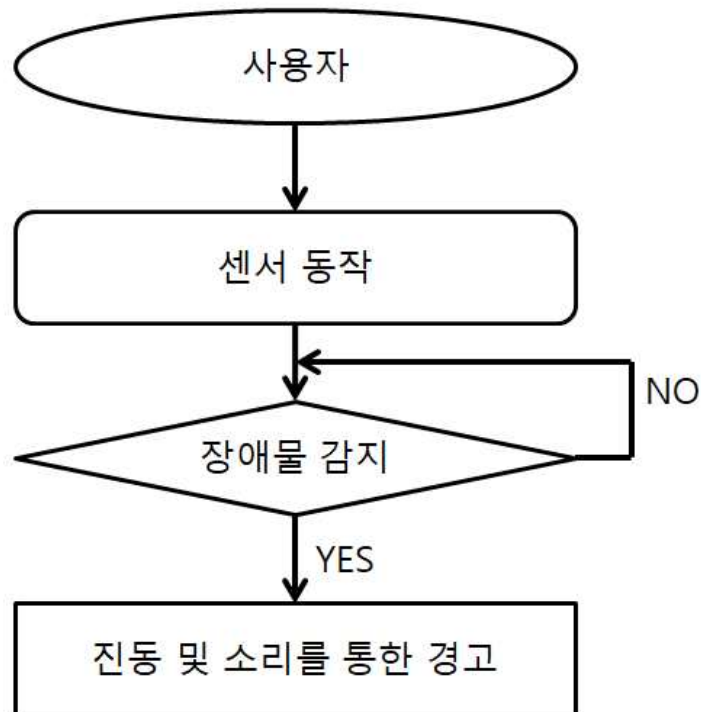 사용자
센서 동작
NO
장애물 감지
YES
진동 및 소리를 통한 경고